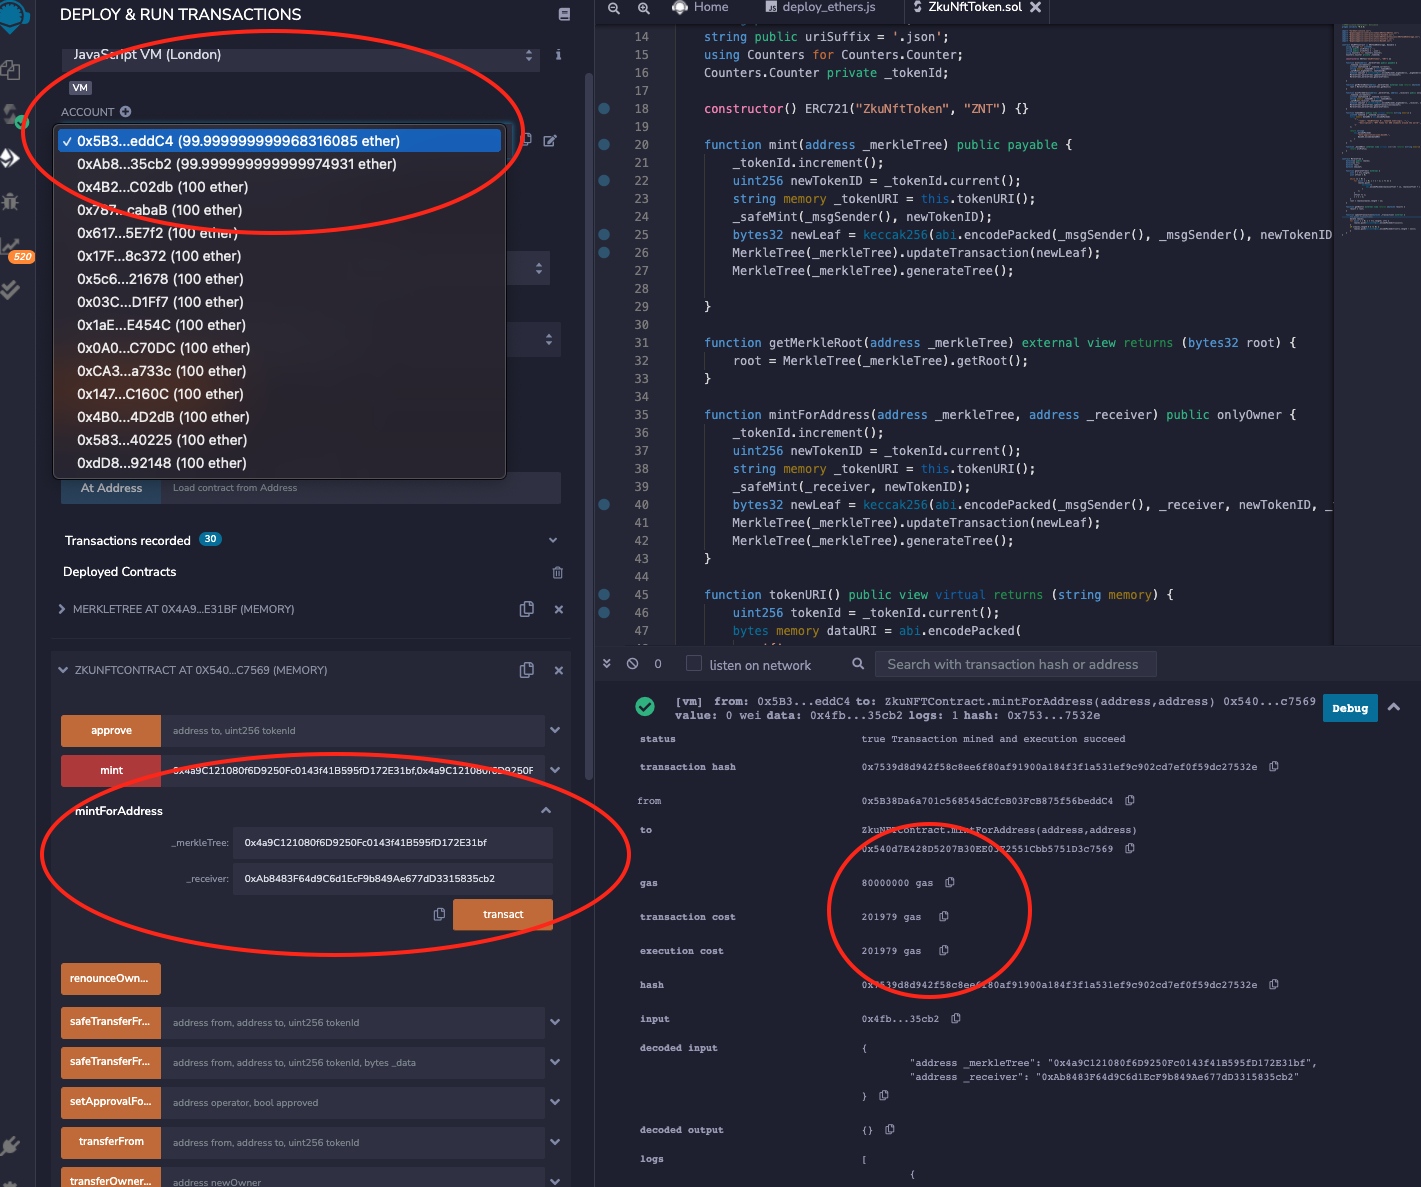 DEPLOY & RUN TRANSACTIONS
JavaScript VM (London)
VM
ACCOUNT
✓ 0x5B3...eddC4 (99.999999999968316085 ether)
0xAb8...35cb2 (99.999999999999974931 ether)
0x4B2...C02db (100 ether)
0x787...cabaB (100 ether)
0x617...5E7f2 (100 ether)
0x17F...8c372 (100 ether)
0x5c6...21678 (100 ether)
0x03C...D1Ff7 (100 ether)
0x1aE...E454C (100 ether)
0x0A0...C70DC (100 ether)
0xCA3...a733c (100 ether)
0x147...C160C (100 ether)
0x4B0...4D2dB (100 ether)
0x583...40225 (100 ether)
0xdD8...92148 (100 ether)
520
At Address
Load contract from Address
Transactions recorded 30
Deployed Contracts
MERKLETREE AT 0X4A9...E31BF (MEMORY)
ZKUNFTCONTRACT AT 0X540...C7569 (MEMORY)
approve
address to, uint256 tokenId
mint
0x4a9C121080f6D9250Fc0143f41B595fD172E31bf,0x4a9C121080f6D9250F
mintForAddress
_merkleTree: 0x4a9C121080f6D9250Fc0143f41B595fD172E31bf
_receiver: 0xAb8483F64d9C6d1EcF9b849Ae677dD3315835cb2
transact
renounceOwn...
safeTransferFr...
address from, address to, uint256 tokenId
safeTransferFr...
address from, address to, uint256 tokenId, bytes _data
setApprovalFo...
address operator, bool approved
transferFrom
address from, address to, uint256 tokenId
transferOwner...
address newOwner
Home
deploy_ethers.js
ZkuNftToken.sol
14 string public uriSuffix = '.json';
15 using Counters for Counters.Counter;
16 Counters.Counter private _tokenId;
17
18 constructor() ERC721("ZkuNftToken", "ZNT") {}
19
20 function mint(address _merkleTree) public payable {
21 _tokenId.increment();
22 uint256 newTokenID = _tokenId.current();
23 string memory _tokenURI = this.tokenURI();
24 _safeMint(_msgSender(), newTokenID);
25 bytes32 newLeaf = keccak256(abi.encodePacked(_msgSender(), _msgSender(), newTokenID
26 MerkleTree(_merkleTree).updateTransaction(newLeaf);
27 MerkleTree(_merkleTree).generateTree();
28
29 }
30
31 function getMerkleRoot(address _merkleTree) external view returns (bytes32 root) {
32 root = MerkleTree(_merkleTree).getRoot();
33 }
34
35 function mintForAddress(address _merkleTree, address _receiver) public onlyOwner {
36 _tokenId.increment();
37 uint256 newTokenID = _tokenId.current();
38 string memory _tokenURI = this.tokenURI();
39 _safeMint(_receiver, newTokenID);
40 bytes32 newLeaf = keccak256(abi.encodePacked(_msgSender(), _receiver, newTokenID, _
41 MerkleTree(_merkleTree).updateTransaction(newLeaf);
42 MerkleTree(_merkleTree).generateTree();
43 }
44
45 function tokenURI() public view virtual returns (string memory) {
46 uint256 tokenId = _tokenId.current();
47 bytes memory dataURI = abi.encodePacked(
0
listen on network
Search with transaction hash or address
[vm] from: 0x5B3...eddC4 to: ZkuNFTContract.mintForAddress(address,address) 0x540...c7569
value: 0 wei data: 0x4fb...35cb2 logs: 1 hash: 0x753...7532e
Debug
status true Transaction mined and execution succeed
transaction hash 0x7539d8d942f58c8ee6f80af91900a184f3f1a531ef9c902cd7ef0f59dc27532e
from 0x5B38Da6a701c568545dCfcB03FcB875f56beddC4
to ZkuNFTContract.mintForAddress(address,address)
0x540d7E428D5207B30EE0372551Cbb5751D3c7569
gas 80000000 gas
transaction cost 201979 gas
execution cost 201979 gas
hash 0x7539d8d942f58c8ee6f80af91900a184f3f1a531ef9c902cd7ef0f59dc27532e
input 0x4fb...35cb2
decoded input {
"address _merkleTree": "0x4a9C121080f6D9250Fc0143f41B595fD172E31bf",
"address _receiver": "0xAb8483F64d9C6d1EcF9b849Ae677dD3315835cb2"
}
decoded output {}
logs [
{